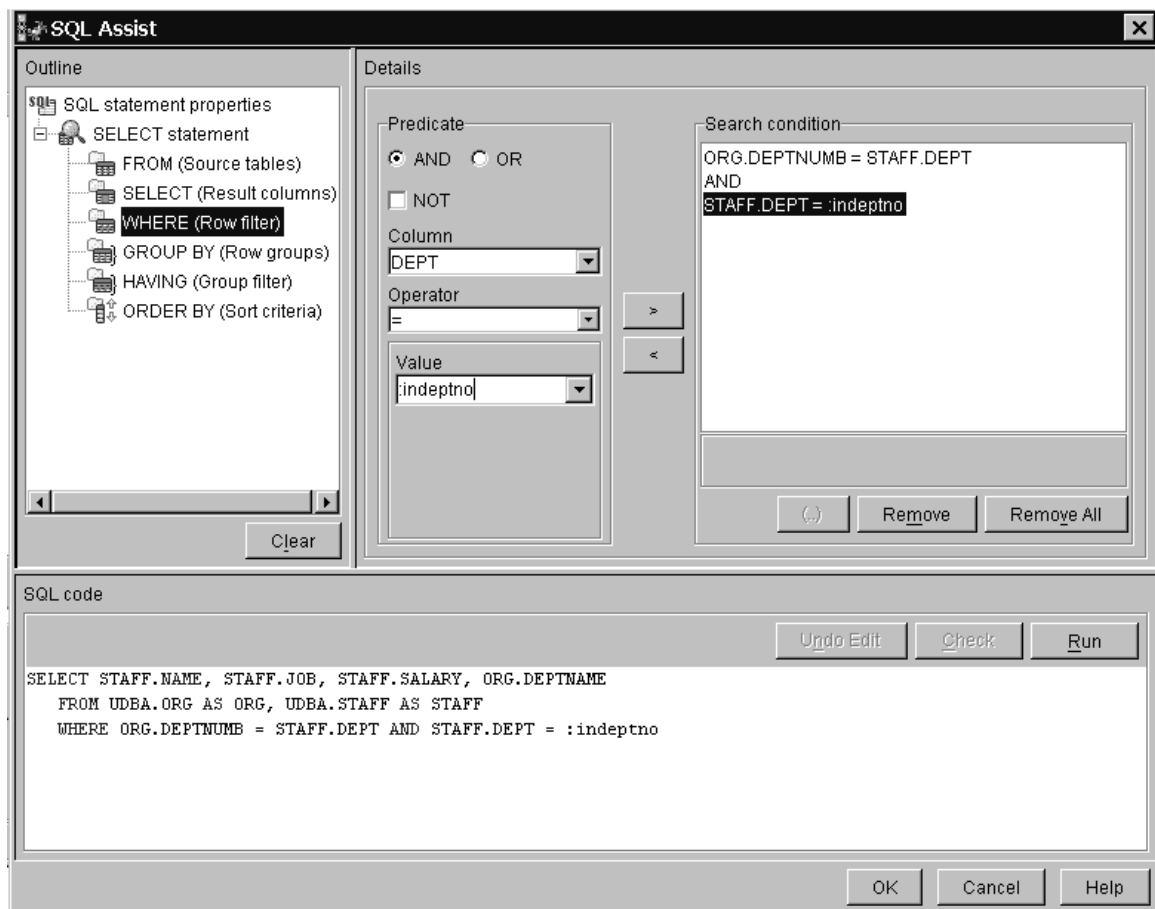 SQL Assist
Outline
SQL statement properties
SELECT statement
FROM (Source tables)
SELECT (Result columns)
WHERE (Row filter)
GROUP BY (Row groups)
HAVING (Group filter)
ORDER BY (Sort criteria)
Clear
Details
Predicate
AND OR
NOT
Column
DEPT
Operator
=
Value
:indeptno
>
<
Search condition
ORG.DEPTNUMB = STAFF.DEPT
AND
STAFF.DEPT = :indeptno
(..) Remove Remove All
SQL code
Undo Edit Check Run
SELECT STAFF.NAME, STAFF.JOB, STAFF.SALARY, ORG.DEPTNAME
FROM UDBA.ORG AS ORG, UDBA.STAFF AS STAFF
WHERE ORG.DEPTNUMB = STAFF.DEPT AND STAFF.DEPT = :indeptno
OK Cancel Help